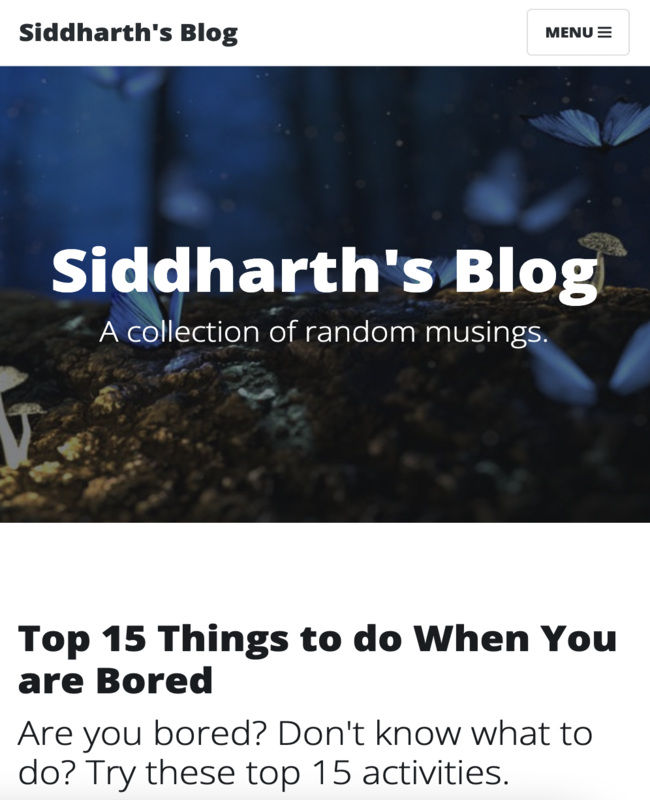 Siddharth's Blog
MENU
Siddharth's Blog
A collection of random musings.
Top 15 Things to do When You
are Bored
Are you bored? Don't know what to
do? Try these top 15 activities.